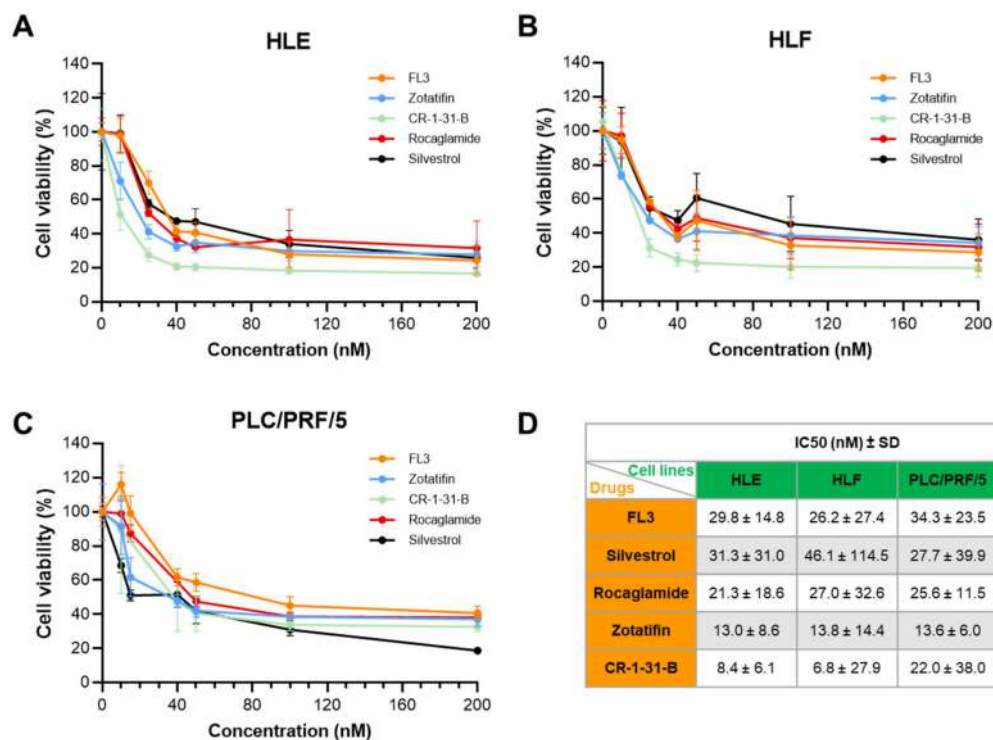 A
HLE
Cell viability (%)
140
120
100
80
60
40
20
0
FL3
Zotatifin
CR-1-31-B
Rocaglamide
Silvestrol
0 40 80 120 160 200
Concentration (nM)
B
HLF
Cell viability (%)
140
120
100
80
60
40
20
0
FL3
Zotatifin
CR-1-31-B
Rocaglamide
Silvestrol
0 40 80 120 160 200
Concentration (nM)
C
PLC/PRF/5
Cell viability (%)
140
120
100
80
60
40
20
0
FL3
Zotatifin
CR-1-31-B
Rocaglamide
Silvestrol
0 40 80 120 160 200
Concentration (nM)
D
IC50 (nM) ± SD
Cell lines HLE HLF PLC/PRF/5
Drugs
FL3 29.8 ± 14.8 26.2 ± 27.4 34.3 ± 23.5
Silvestrol 31.3 ± 31.0 46.1 ± 114.5 27.7 ± 39.9
Rocaglamide 21.3 ± 18.6 27.0 ± 32.6 25.6 ± 11.5
Zotatifin 13.0 ± 8.6 13.8 ± 14.4 13.6 ± 6.0
CR-1-31-B 8.4 ± 6.1 6.8 ± 27.9 22.0 ± 38.0